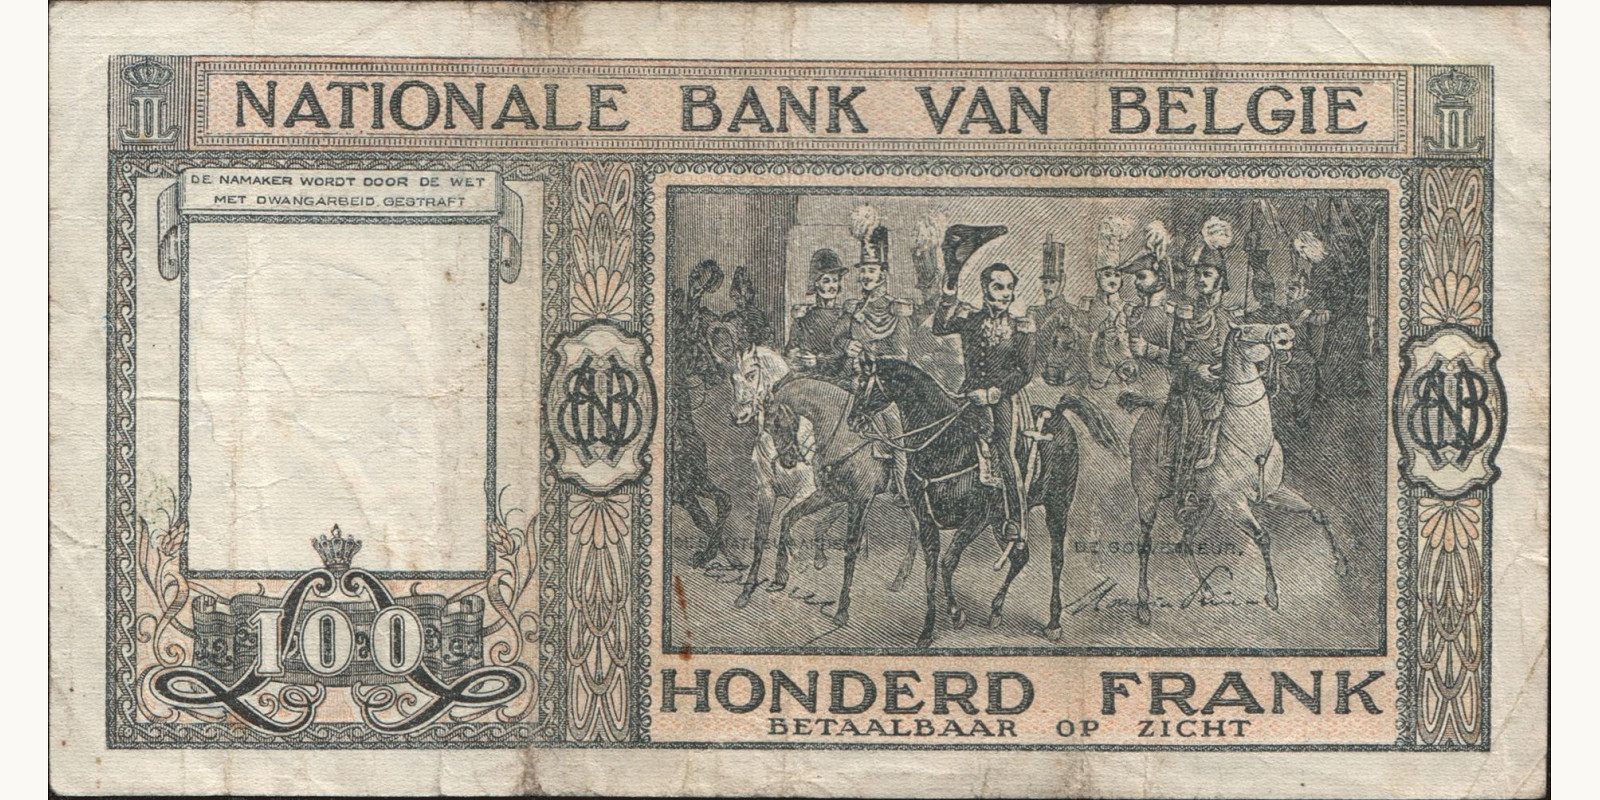 NATIONALE BANK VAN BELGIE
DE NAMAKER WORDT DOOR DE WET
MET DWANGARBEID GESTRAFT
DE GOUVERNEUR.
100
HONDERD FRANK
BETAALBAAR OP ZICHT